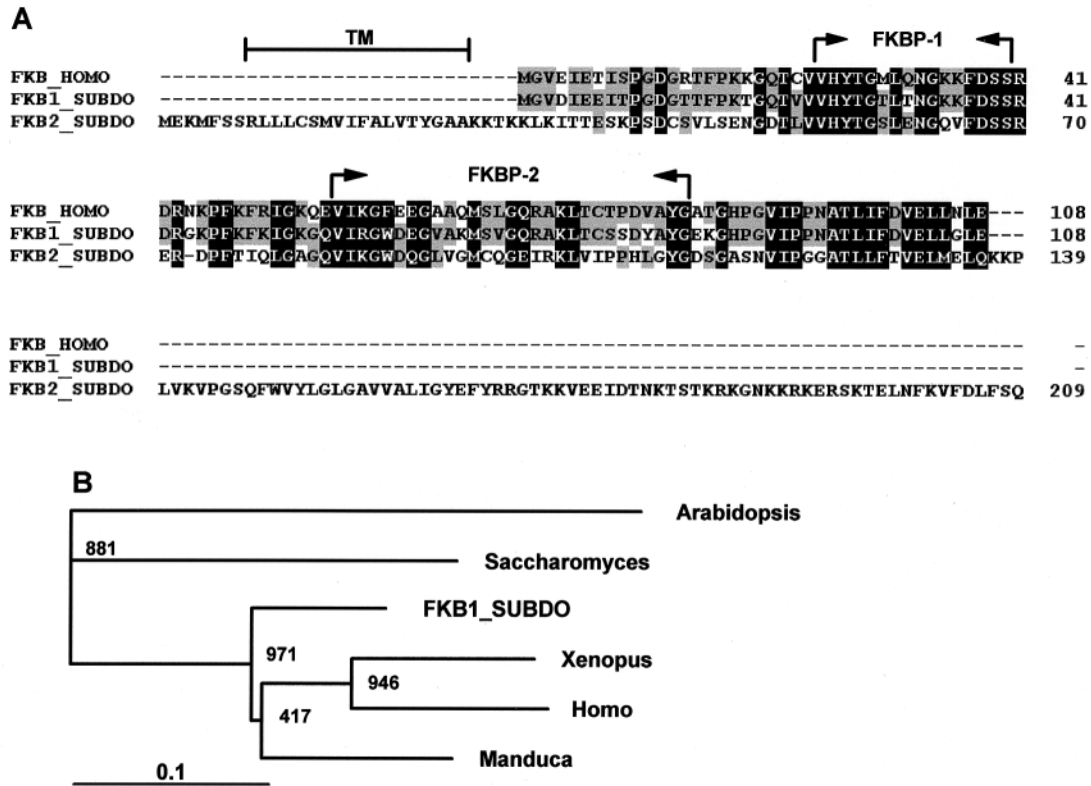 A
TM FKBP-1
FKB_HOMO -----------------------------MGVEIETISPGDGRTFPKKGQTCVVHYTGMLQNGKKFDSSR 41
FKB1_SUBDO -----------------------------MGVDIEEITPGDGTTFPKTGQTVVVHYTGTLTNGKKFDSSR 41
FKB2_SUBDO MEKMFSSRLLLCSMVIFALVTYGAAKKTKKLKITTESKPSDCSVLSENGDTLVVHYTGSLENGQVFDSSR 70
FKBP-2
FKB_HOMO DRNKPFKFRIGKQEVIKGFEEGAAQMSLGQRAKLTCTPDVAYGATGHPGVIPPNATLIFDVELLNLE--- 108
FKB1_SUBDO DRGKPFKFKIGKGQVIRGWDEGVAKMSVGQRAKLTCSSDYAYGEKGHPGVIPPNATLIFDVELLGLE--- 108
FKB2_SUBDO ER-DPFTIQLGAGQVIKGWDQGLVGMCQGEIRKLVIPPHLGYGDSGASNVIPGGATLLFTVELMELQKKP 139
FKB_HOMO ---------------------------------------------------------------------- -
FKB1_SUBDO ---------------------------------------------------------------------- -
FKB2_SUBDO LVKVPGSQFWVYLGLGAVVALIGYEFYRRGTKKVEEIDTNKTSTKRKGNKKRKERSKTELNFKVFDLFSQ 209
B
Arabidopsis
881
Saccharomyces
FKB1_SUBDO
971
Xenopus
946
Homo
417
Manduca
0.1